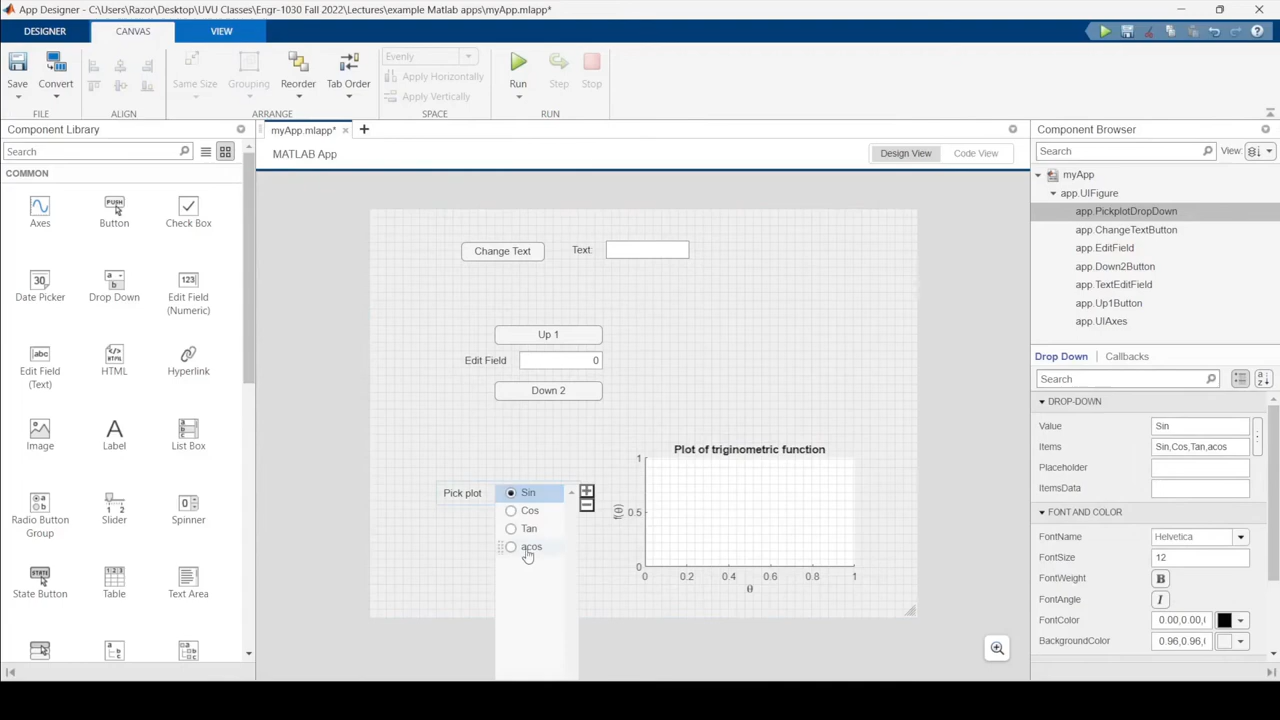 App Designer - C:\Users\Razor\Desktop\UVU Classes\Engr-1030 Fall 2022\Lectures\example Matlab apps\myApp.mlapp*
DESIGNER
CANVAS
VIEW
Save
Convert
FILE
ALIGN
Same Size
Grouping
Reorder
Tab Order
ARRANGE
Evenly
Apply Horizontally
Apply Vertically
SPACE
Run
Step
Stop
RUN
Component Library
Search
COMMON
Axes
Button
Check Box
Date Picker
Drop Down
Edit Field
(Numeric)
Edit Field
(Text)
HTML
Hyperlink
Image
Label
List Box
Radio Button
Group
Slider
Spinner
State Button
Table
Text Area
myApp.mlapp*
MATLAB App
Design View
Code View
Change Text
Text:
Up 1
Edit Field
0
Down 2
Pick plot
Sin
Cos
Tan
acos
Plot of triginometric function
1
0.5
0
f(θ)
0 0.2 0.4 0.6 0.8 1
θ
Component Browser
Search
View:
myApp
app.UIFigure
app.PickplotDropDown
app.ChangeTextButton
app.EditField
app.Down2Button
app.TextEditField
app.Up1Button
app.UIAxes
Drop Down
Callbacks
Search
DROP-DOWN
Value
Sin
Items
Sin,Cos,Tan,acos
Placeholder
ItemsData
FONT AND COLOR
FontName
Helvetica
FontSize
12
FontWeight
B
FontAngle
I
FontColor
0.00,0.00,
BackgroundColor
0.96,0.96,